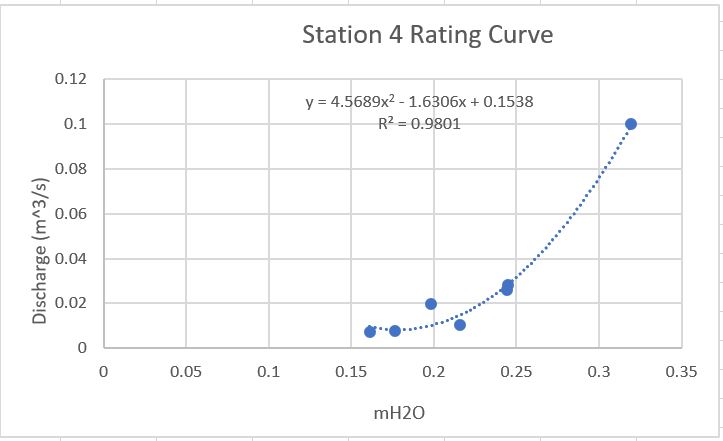 Station 4 Rating Curve
y = 4.5689x² - 1.6306x + 0.1538
R² = 0.9801
0.12
0.1
0.08
0.06
0.04
0.02
0
Discharge (m^3/s)
0 0.05 0.1 0.15 0.2 0.25 0.3 0.35
mH2O